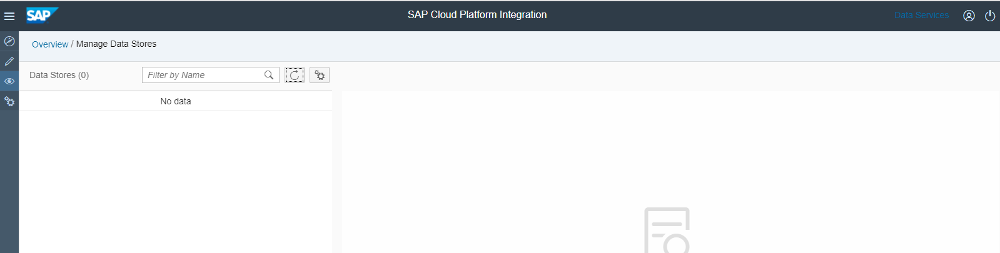 SAP
SAP Cloud Platform Integration
Data Services
Overview / Manage Data Stores
Data Stores (0)
Filter by Name
No data